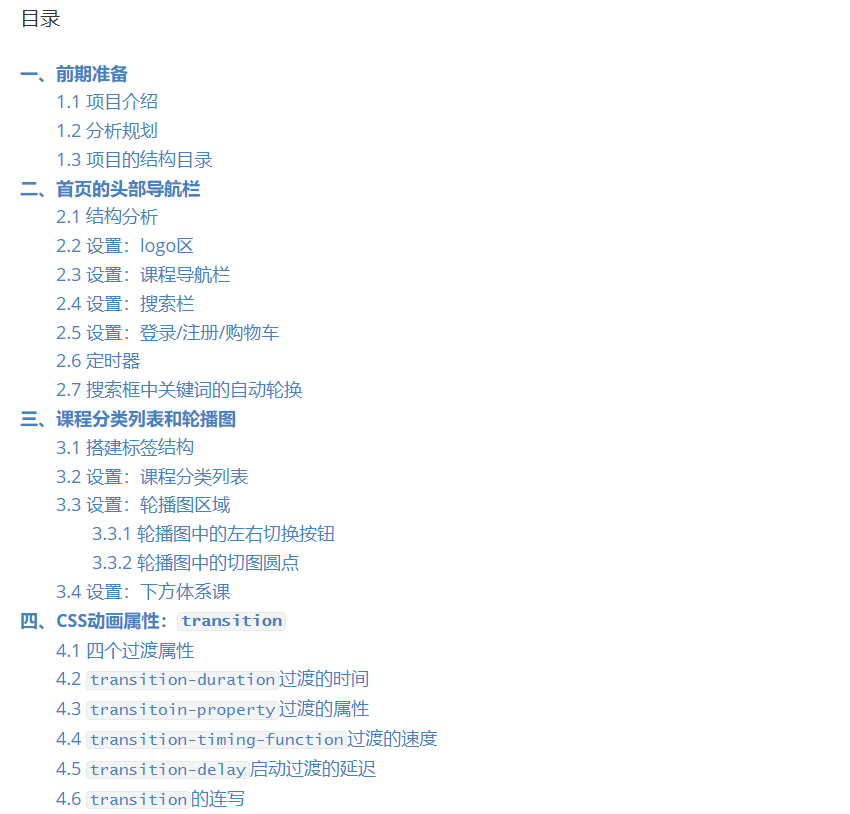 目录
一、前期准备
1.1 项目介绍
1.2 分析规划
1.3 项目的结构目录
二、首页的头部导航栏
2.1 结构分析
2.2 设置：logo区
2.3 设置：课程导航栏
2.4 设置：搜索栏
2.5 设置：登录/注册/购物车
2.6 定时器
2.7 搜索框中关键词的自动轮换
三、课程分类列表和轮播图
3.1 搭建标签结构
3.2 设置：课程分类列表
3.3 设置：轮播图区域
3.3.1 轮播图中的左右切换按钮
3.3.2 轮播图中的切图圆点
3.4 设置：下方体系课
四、CSS动画属性：transition
4.1 四个过渡属性
4.2 transition-duration过渡的时间
4.3 transitoin-property过渡的属性
4.4 transition-timing-function过渡的速度
4.5 transition-delay启动过渡的延迟
4.6 transition的连写